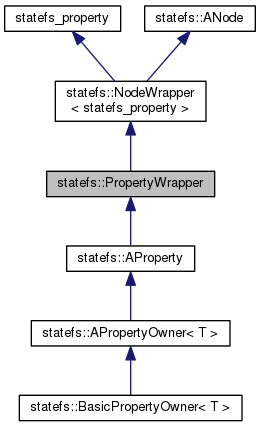 statefs_property
statefs::ANode
statefs::NodeWrapper
< statefs_property >
statefs::PropertyWrapper
statefs::AProperty
statefs::APropertyOwner< T >
statefs::BasicPropertyOwner< T >